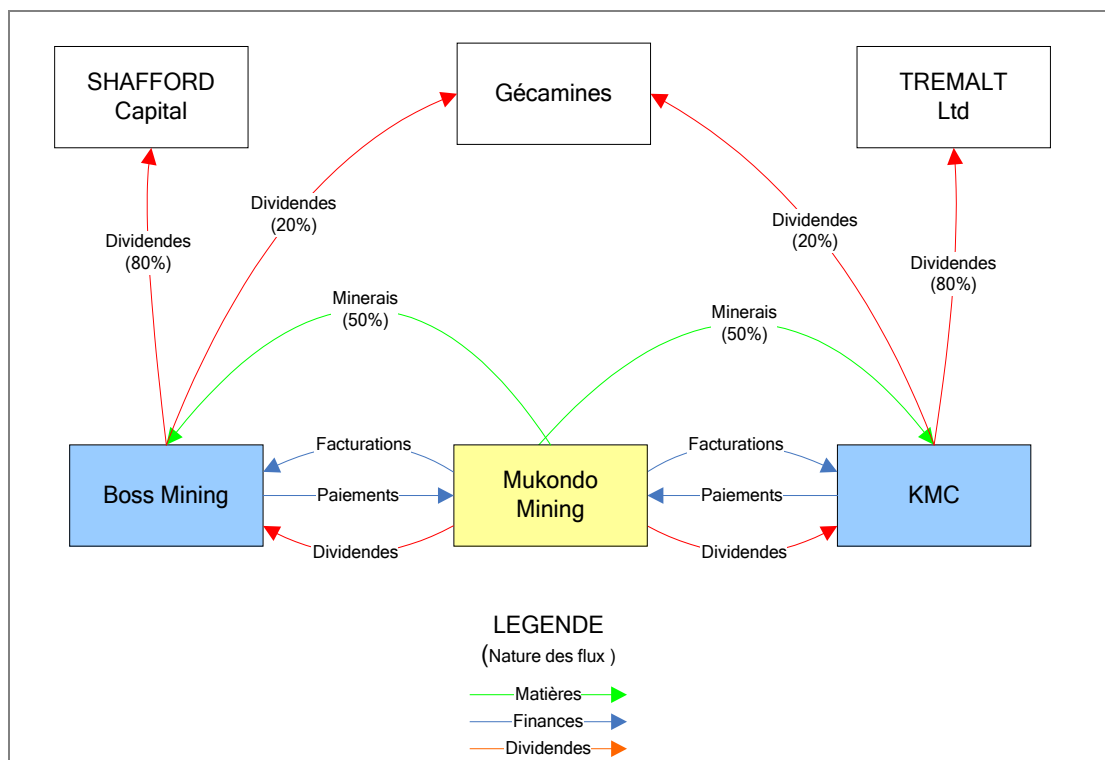 SHAFFORD
Capital
Gécamines
TREMALT
Ltd
Dividendes
(80%)
Dividendes
(20%)
Dividendes
(20%)
Dividendes
(80%)
Minerais
(50%)
Minerais
(50%)
Boss Mining
Facturations
Paiements
Dividendes
Mukondo
Mining
Facturations
Paiements
Dividendes
KMC
LEGENDE
(Nature des flux )
Matières
Finances
Dividendes